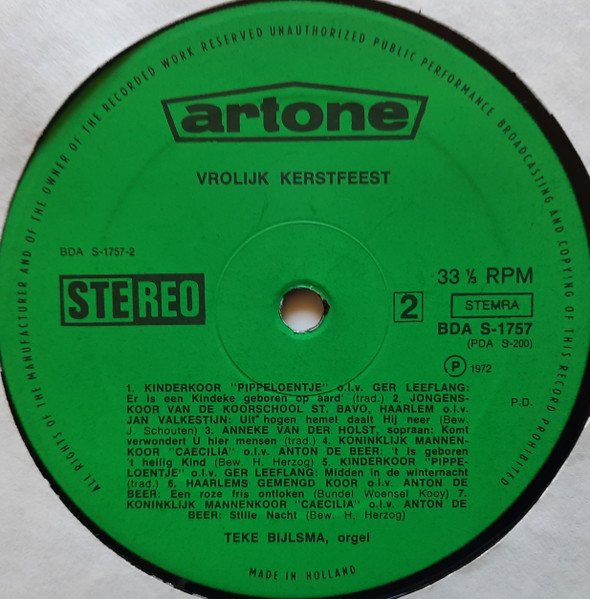 ALL RIGHTS OF THE MANUFACTURER AND OF THE OWNER OF THE RECORDED WORK RESERVED UNAUTHORIZED PUBLIC PERFORMANCE BROADCASTING AND COPYING OF THIS RECORD PROHIBITED
artone
VROLIJK KERSTFEEST
BDA S-1757-2
STEREO
33 ⅓ RPM
2
STEMRA
BDA S-1757
(PDA S-200)
Ⓟ 1972
P.D.
1. KINDERKOOR "PIPPELOENTJE" o.l.v. GER LEEFLANG:
Er is een Kindeke geboren op aard' (trad.) 2. JONGENS-
KOOR VAN DE KOORSCHOOL ST. BAVO, HAARLEM o.l.v.
JAN VALKESTIJN: Uit hogen hemel daalt Hij neer (Bew.
J. Schouten) 3. ANNEKE VAN DER HOLST, sopraan: Komt
verwondert U hier mensen (trad.) 4. KONINKLIJK MANNEN-
KOOR "CAECILIA" o.l.v. ANTON DE BEER: 't Is geboren
't heilig Kind (Bew. H. Herzog) 5. KINDERKOOR "PIPPE-
LOENTJE" o.l.v. GER LEEFLANG: Midden in de winternacht
(trad.) 6. HAARLEMS GEMENGD KOOR o.l.v. ANTON DE
BEER: Een roze fris ontloken (Bundel Woensel Kooy) 7.
KONINKLIJK MANNENKOOR "CAECILIA" o.l.v. ANTON DE
BEER: Stille Nacht (Bew. H. Herzog)
TEKE BIJLSMA, orgel
MADE IN HOLLAND